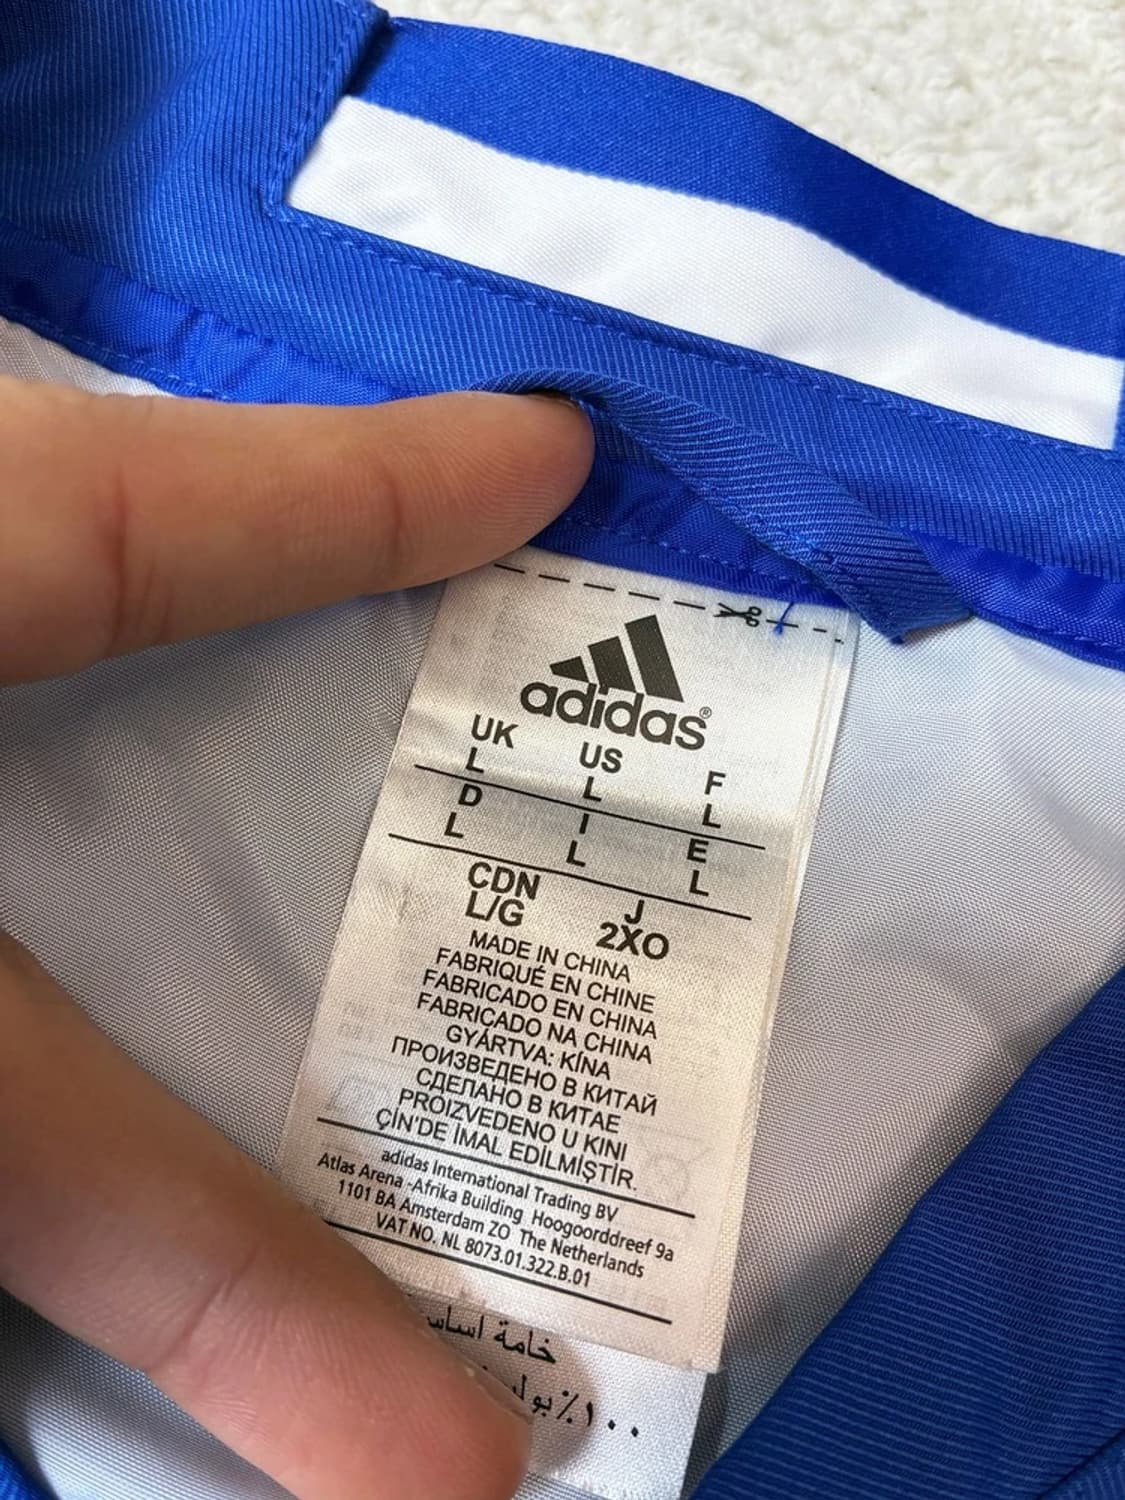 adidas®
UK US F
L L L
D I E
L L L
CDN J
L/G 2XO
MADE IN CHINA
FABRIQUÉ EN CHINE
FABRICADO EN CHINA
FABRICADO NA CHINA
GYÁRTVA: KÍNA
ПРОИЗВЕДЕНО В КИТАЙ
СДЕЛАНО В КИТАЕ
PROIZVEDENO U KINI
ÇİN'DE İMAL EDİLMİŞTİR.
adidas International Trading BV
Atlas Arena -Afrika Building Hoogoorddreef 9a
1101 BA Amsterdam ZO The Netherlands
VAT NO. NL 8073.01.322.B.01
خامة
١٠٠٪